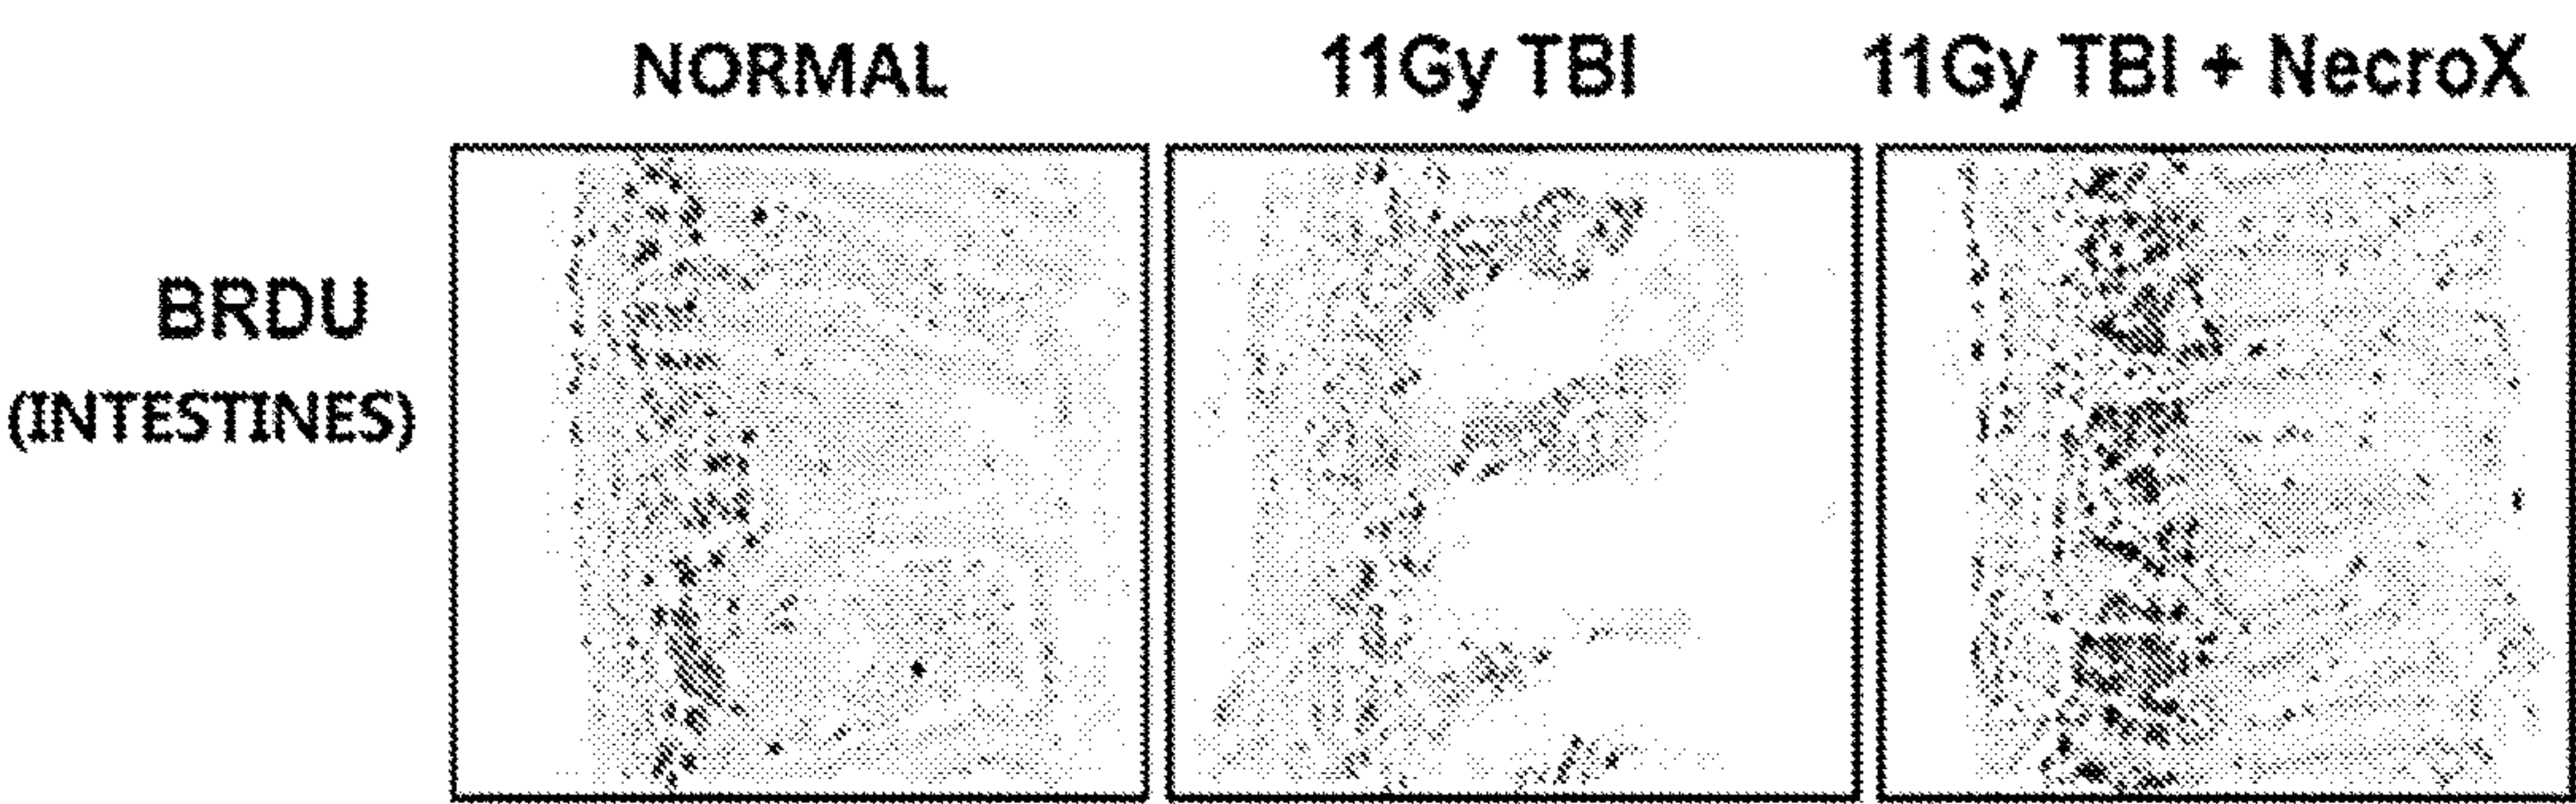 NORMAL
11Gy TBI
11Gy TBI + NecroX
BRDU
(INTESTINES)